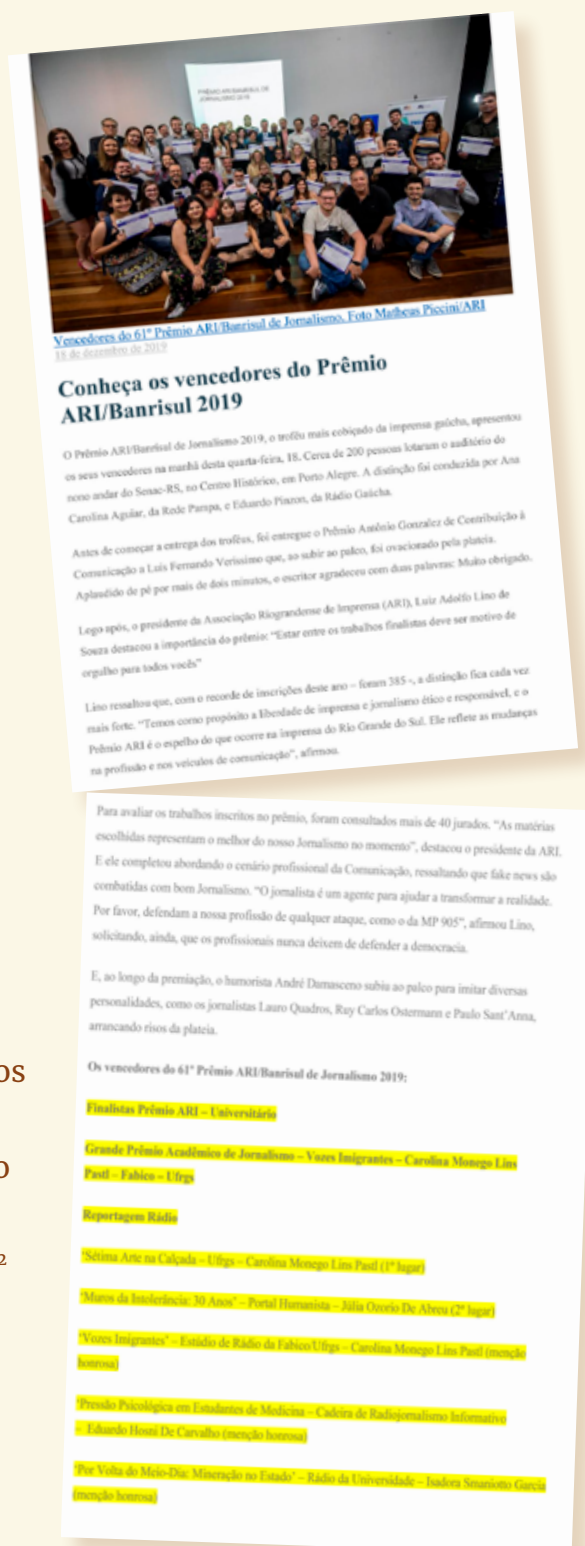 PRÊMIO ARI/BANRISUL DE
JORNALISMO 2019
Vencedores do 61º Prêmio ARI/Banrisul de Jornalismo. Foto Matheus Piccini/ARI
18 de dezembro de 2019
Conheça os vencedores do Prêmio
ARI/Banrisul 2019
O Prêmio ARI/Banrisul de Jornalismo 2019, o troféu mais cobiçado da imprensa gaúcha, apresentou
os seus vencedores na manhã desta quarta-feira, 18. Cerca de 200 pessoas lotaram o auditório do
nono andar do Senac-RS, no Centro Histórico, em Porto Alegre. A distinção foi conduzida por Ana
Carolina Aguiar, da Rede Pampa, e Eduardo Pinzon, da Rádio Gaúcha.
Antes de começar a entrega dos troféus, foi entregue o Prêmio Antônio Gonzalez de Contribuição à
Comunicação a Luis Fernando Verissimo que, ao subir ao palco, foi ovacionado pela plateia.
Aplaudido de pé por mais de dois minutos, o escritor agradeceu com duas palavras: Muito obrigado.
Logo após, o presidente da Associação Riograndense de Imprensa (ARI), Luiz Adolfo Lino de
Souza destacou a importância do prêmio: “Estar entre os trabalhos finalistas deve ser motivo de
orgulho para todos vocês”
Lino ressaltou que, com o recorde de inscrições deste ano – foram 385 -, a distinção fica cada vez
mais forte. “Temos como propósito a liberdade de imprensa e jornalismo ético e responsável, e o
Prêmio ARI é o espelho do que ocorre na imprensa do Rio Grande do Sul. Ele reflete as mudanças
na profissão e nos veículos de comunicação”, afirmou.
Para avaliar os trabalhos inscritos no prêmio, foram consultados mais de 40 jurados. “As matérias
escolhidas representam o melhor do nosso Jornalismo no momento”, destacou o presidente da ARI.
E ele completou abordando o cenário profissional da Comunicação, ressaltando que fake news são
combatidas com bom Jornalismo. “O jornalista é um agente para ajudar a transformar a realidade.
Por favor, defendam a nossa profissão de qualquer ataque, como o da MP 905”, afirmou Lino,
solicitando, ainda, que os profissionais nunca deixem de defender a democracia.
E, ao longo da premiação, o humorista André Damasceno subiu ao palco para imitar diversas
personalidades, como os jornalistas Lauro Quadros, Ruy Carlos Ostermann e Paulo Sant’Anna,
arrancando risos da plateia.
os
Os vencedores do 61º Prêmio ARI/Banrisul de Jornalismo 2019:
Finalistas Prêmio ARI – Universitário
Grande Prêmio Acadêmico de Jornalismo – Vozes Imigrantes – Carolina Monego Lins
Pastl – Fabico – Ufrgs
o
Reportagem Rádio
2
‘Sétima Arte na Calçada – Ufrgs – Carolina Monego Lins Pastl (1º lugar)
‘Muros da Intolerância: 30 Anos’ – Portal Humanista – Júlia Ozorio De Abreu (2º lugar)
‘Vozes Imigrantes’ – Estúdio de Rádio da Fabico/Ufrgs – Carolina Monego Lins Pastl (menção
honrosa)
‘Pressão Psicológica em Estudantes de Medicina – Cadeira de Radiojornalismo Informativo
– Eduardo Hosni De Carvalho (menção honrosa)
‘Por Volta do Meio-Dia: Mineração no Estado’ – Rádio da Universidade – Isadora Smaniotto Garcia
(menção honrosa)